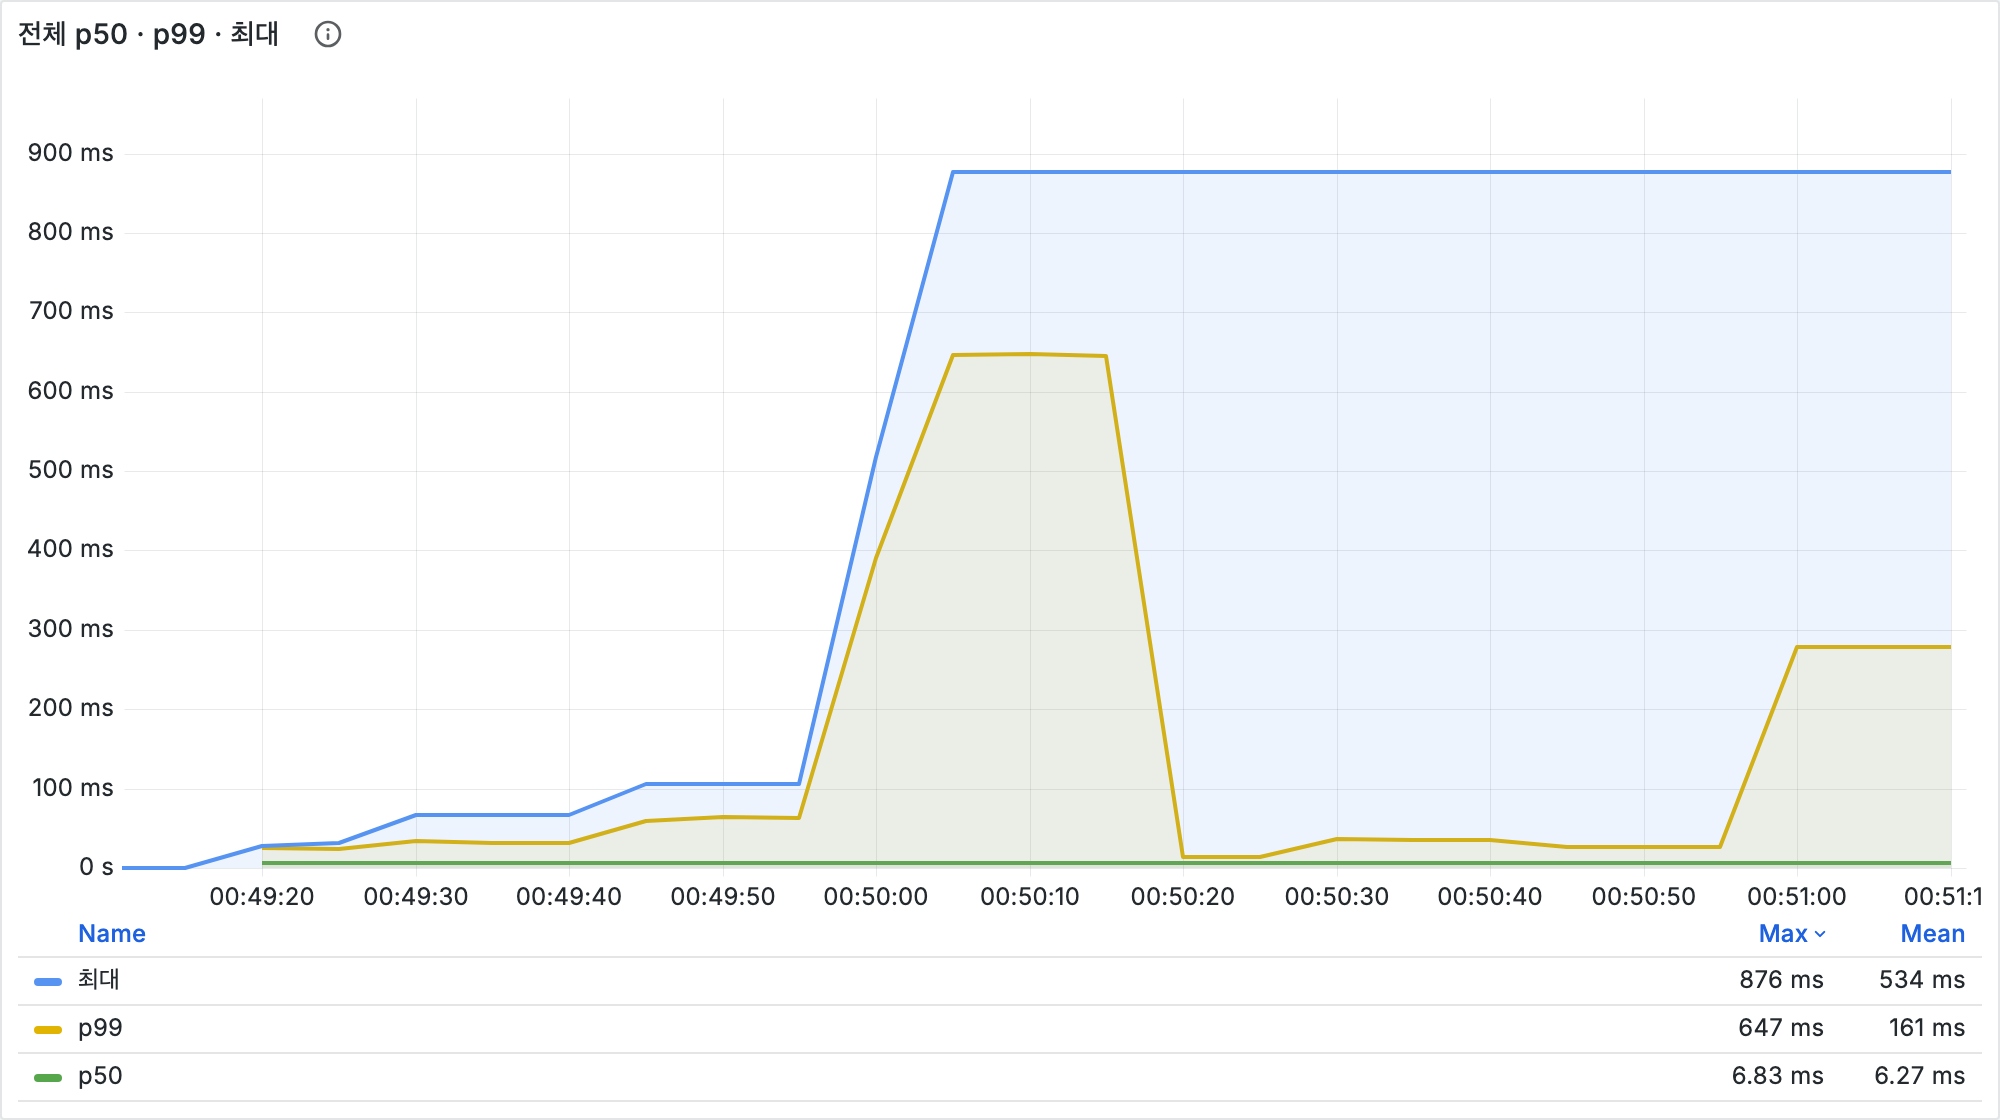 전체 p50 · p99 · 최대
900 ms
800 ms
700 ms
600 ms
500 ms
400 ms
300 ms
200 ms
100 ms
0 s
00:49:20 00:49:30 00:49:40 00:49:50 00:50:00 00:50:10 00:50:20 00:50:30 00:50:40 00:50:50 00:51:00 00:51:1
Name Max Mean
최대 876 ms 534 ms
p99 647 ms 161 ms
p50 6.83 ms 6.27 ms